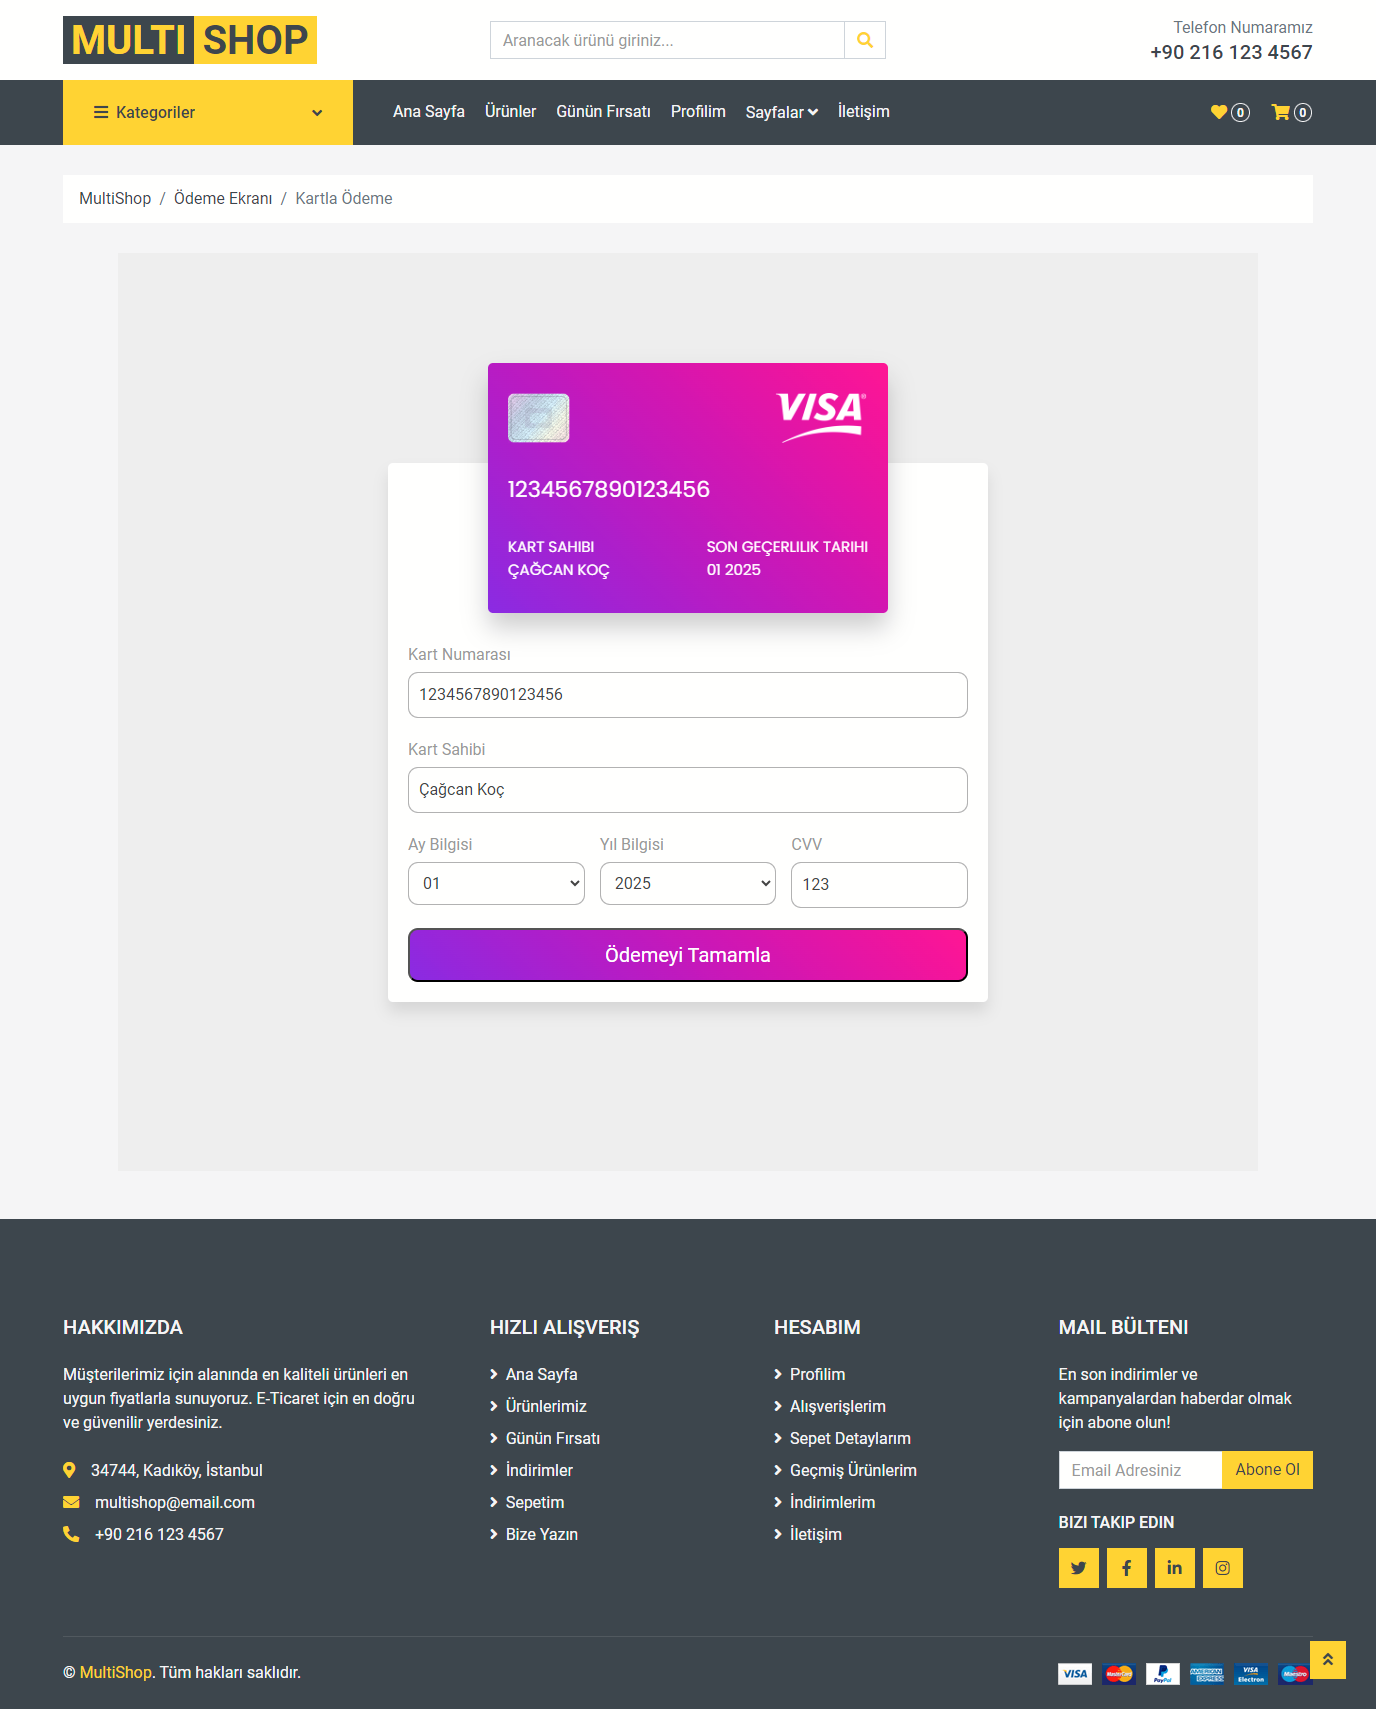 MULTI SHOP
Aranacak ürünü giriniz...
Telefon Numaramız
+90 216 123 4567
Kategoriler
Ana Sayfa Ürünler Günün Fırsatı Profilim Sayfalar İletişim
0 0
MultiShop / Ödeme Ekranı / Kartla Ödeme
VISA
1234567890123456
KART SAHIBI SON GEÇERLILIK TARIHI
ÇAĞCAN KOÇ 01 2025
Kart Numarası
1234567890123456
Kart Sahibi
Çağcan Koç
Ay Bilgisi Yıl Bilgisi CVV
01 2025 123
Ödemeyi Tamamla
HAKKIMIZDA
Müşterilerimiz için alanında en kaliteli ürünleri en
uygun fiyatlarla sunuyoruz. E-Ticaret için en doğru
ve güvenilir yerdesiniz.
34744, Kadıköy, İstanbul
multishop@email.com
+90 216 123 4567
HIZLI ALIŞVERIŞ
Ana Sayfa
Ürünlerimiz
Günün Fırsatı
İndirimler
Sepetim
Bize Yazın
HESABIM
Profilim
Alışverişlerim
Sepet Detaylarım
Geçmiş Ürünlerim
İndirimlerim
İletişim
MAIL BÜLTENI
En son indirimler ve
kampanyalardan haberdar olmak
için abone olun!
Email Adresiniz Abone Ol
BIZI TAKIP EDIN
© MultiShop. Tüm hakları saklıdır.
VISA MasterCard PayPal AMERICAN EXPRESS VISA Electron Maestro